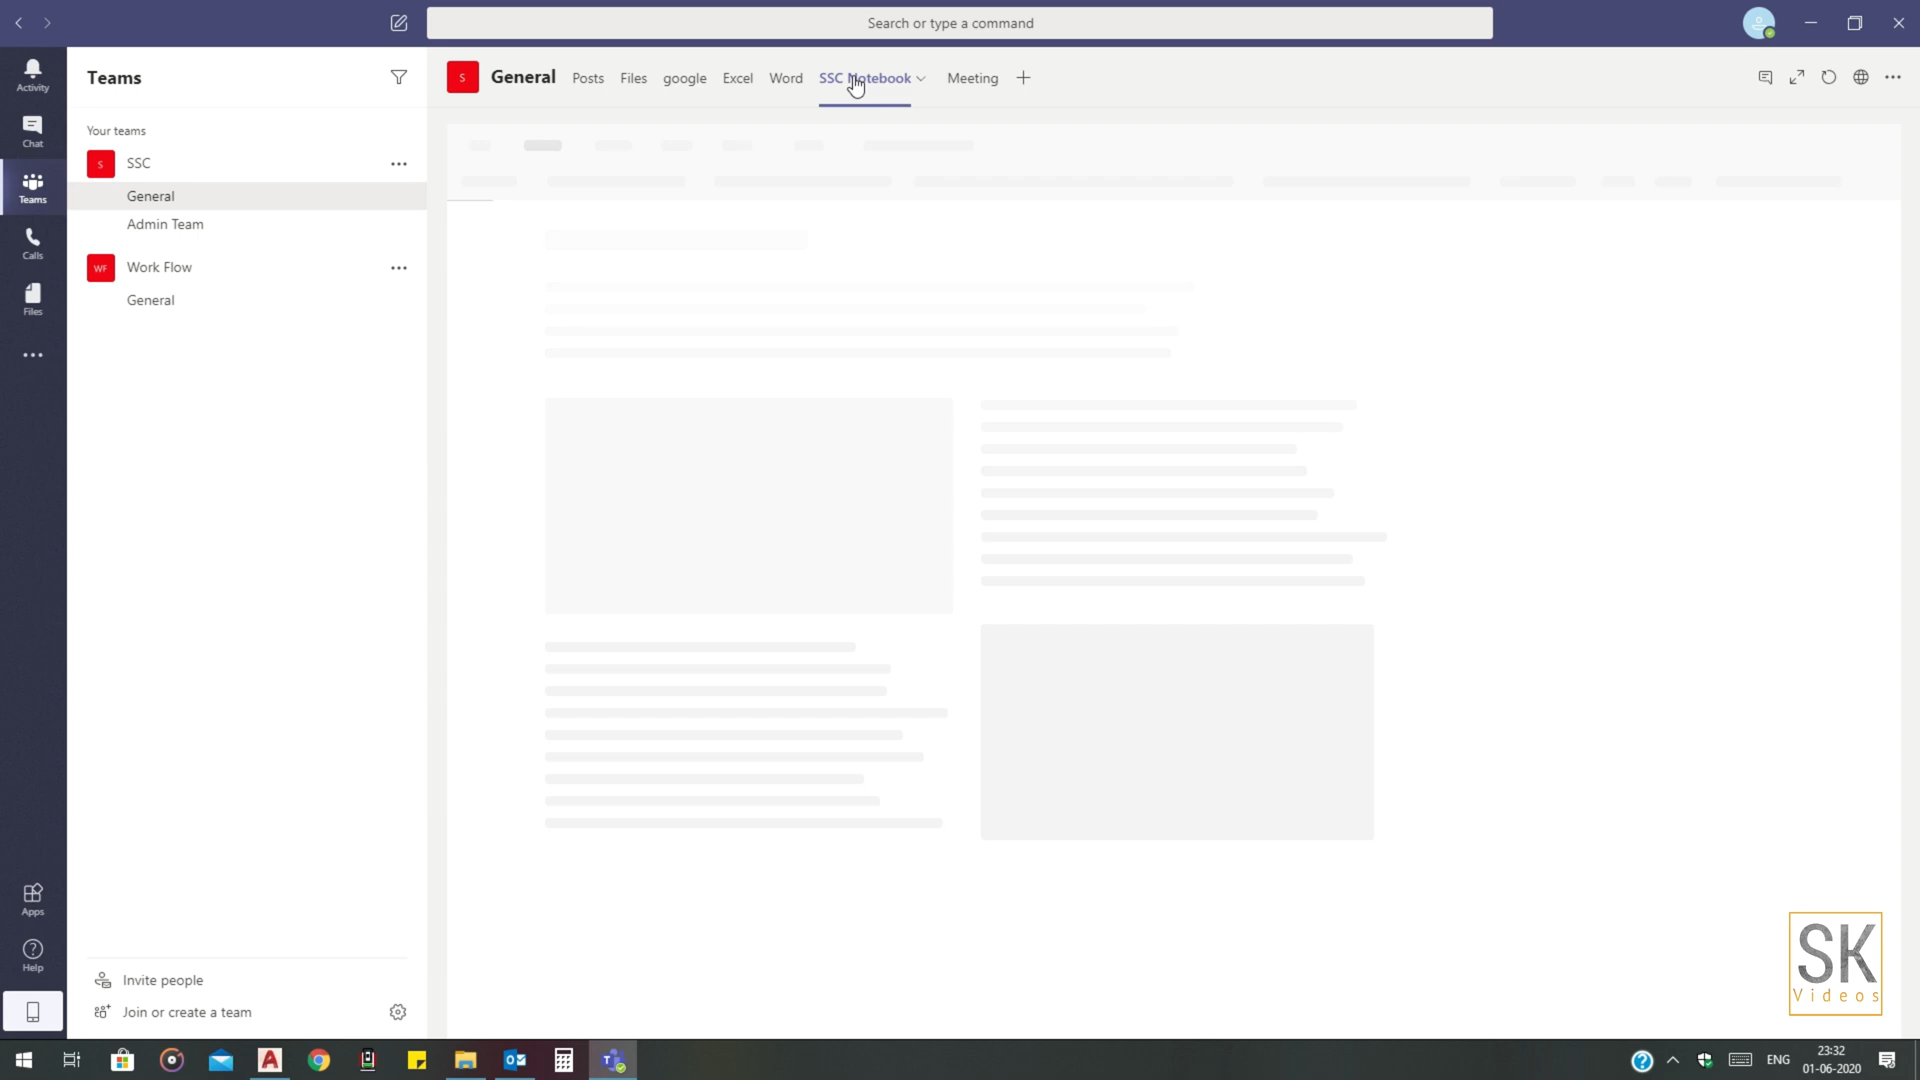 Search or type a command
Activity
Chat
Teams
Calls
Files
Apps
Help
Teams
Your teams
S SSC
General
Admin Team
WF Work Flow
General
Invite people
Join or create a team
S General Posts Files google Excel Word SSC Notebook Meeting
SK
Videos
ENG
23:32
01-06-2020